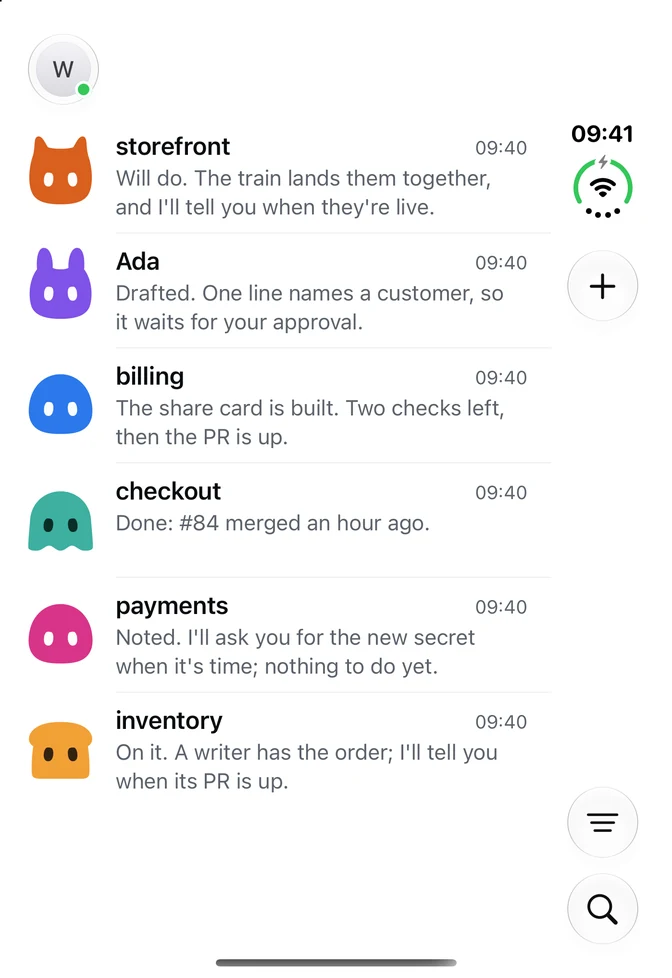 W
storefront 09:40
Will do. The train lands them together,
and I'll tell you when they're live.
09:41
Ada 09:40
Drafted. One line names a customer, so
it waits for your approval.
billing 09:40
The share card is built. Two checks left,
then the PR is up.
checkout 09:40
Done: #84 merged an hour ago.
payments 09:40
Noted. I'll ask you for the new secret
when it's time; nothing to do yet.
inventory 09:40
On it. A writer has the order; I'll tell you
when its PR is up.